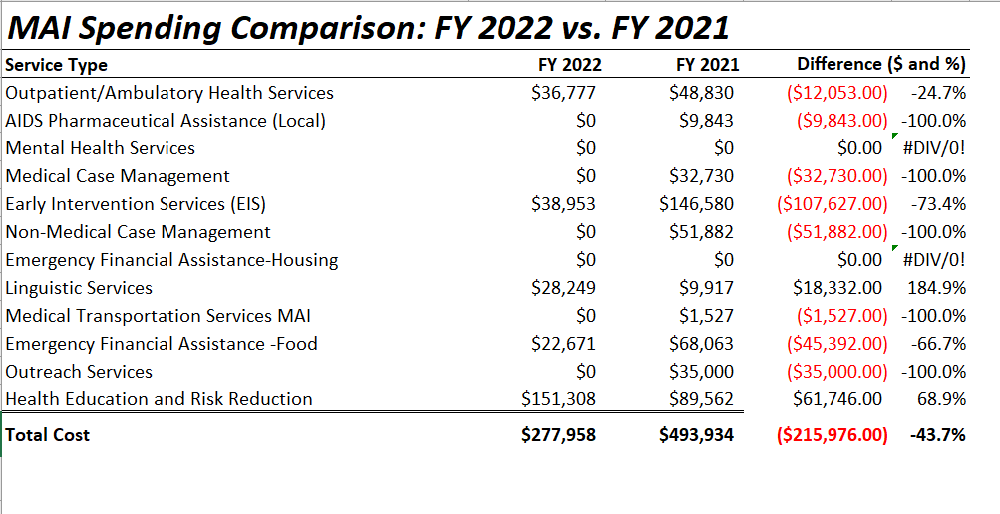 MAI Spending Comparison: FY 2022 vs. FY 2021
Service Type FY 2022 FY 2021 Difference ($ and %)
Outpatient/Ambulatory Health Services $36,777 $48,830 ($12,053.00) -24.7%
AIDS Pharmaceutical Assistance (Local) $0 $9,843 ($9,843.00) -100.0%
Mental Health Services $0 $0 $0.00 #DIV/0!
Medical Case Management $0 $32,730 ($32,730.00) -100.0%
Early Intervention Services (EIS) $38,953 $146,580 ($107,627.00) -73.4%
Non-Medical Case Management $0 $51,882 ($51,882.00) -100.0%
Emergency Financial Assistance-Housing $0 $0 $0.00 #DIV/0!
Linguistic Services $28,249 $9,917 $18,332.00 184.9%
Medical Transportation Services MAI $0 $1,527 ($1,527.00) -100.0%
Emergency Financial Assistance -Food $22,671 $68,063 ($45,392.00) -66.7%
Outreach Services $0 $35,000 ($35,000.00) -100.0%
Health Education and Risk Reduction $151,308 $89,562 $61,746.00 68.9%
Total Cost $277,958 $493,934 ($215,976.00) -43.7%